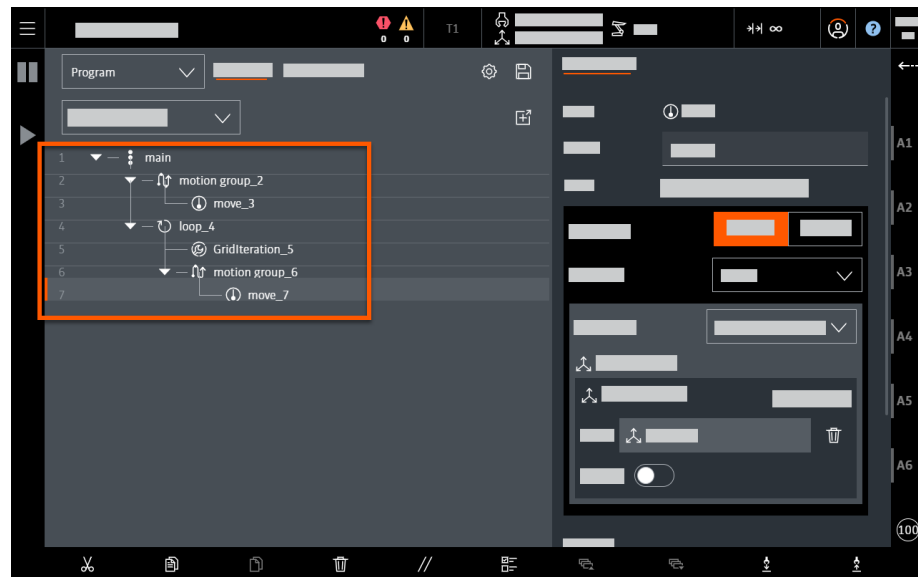 0 0 T1 ∞ ?
Program
1 main
2 motion group_2
3 move_3
4 loop_4
5 GridIteration_5
6 motion group_6
7 move_7
A1
A2
A3
A4
A5
A6
100